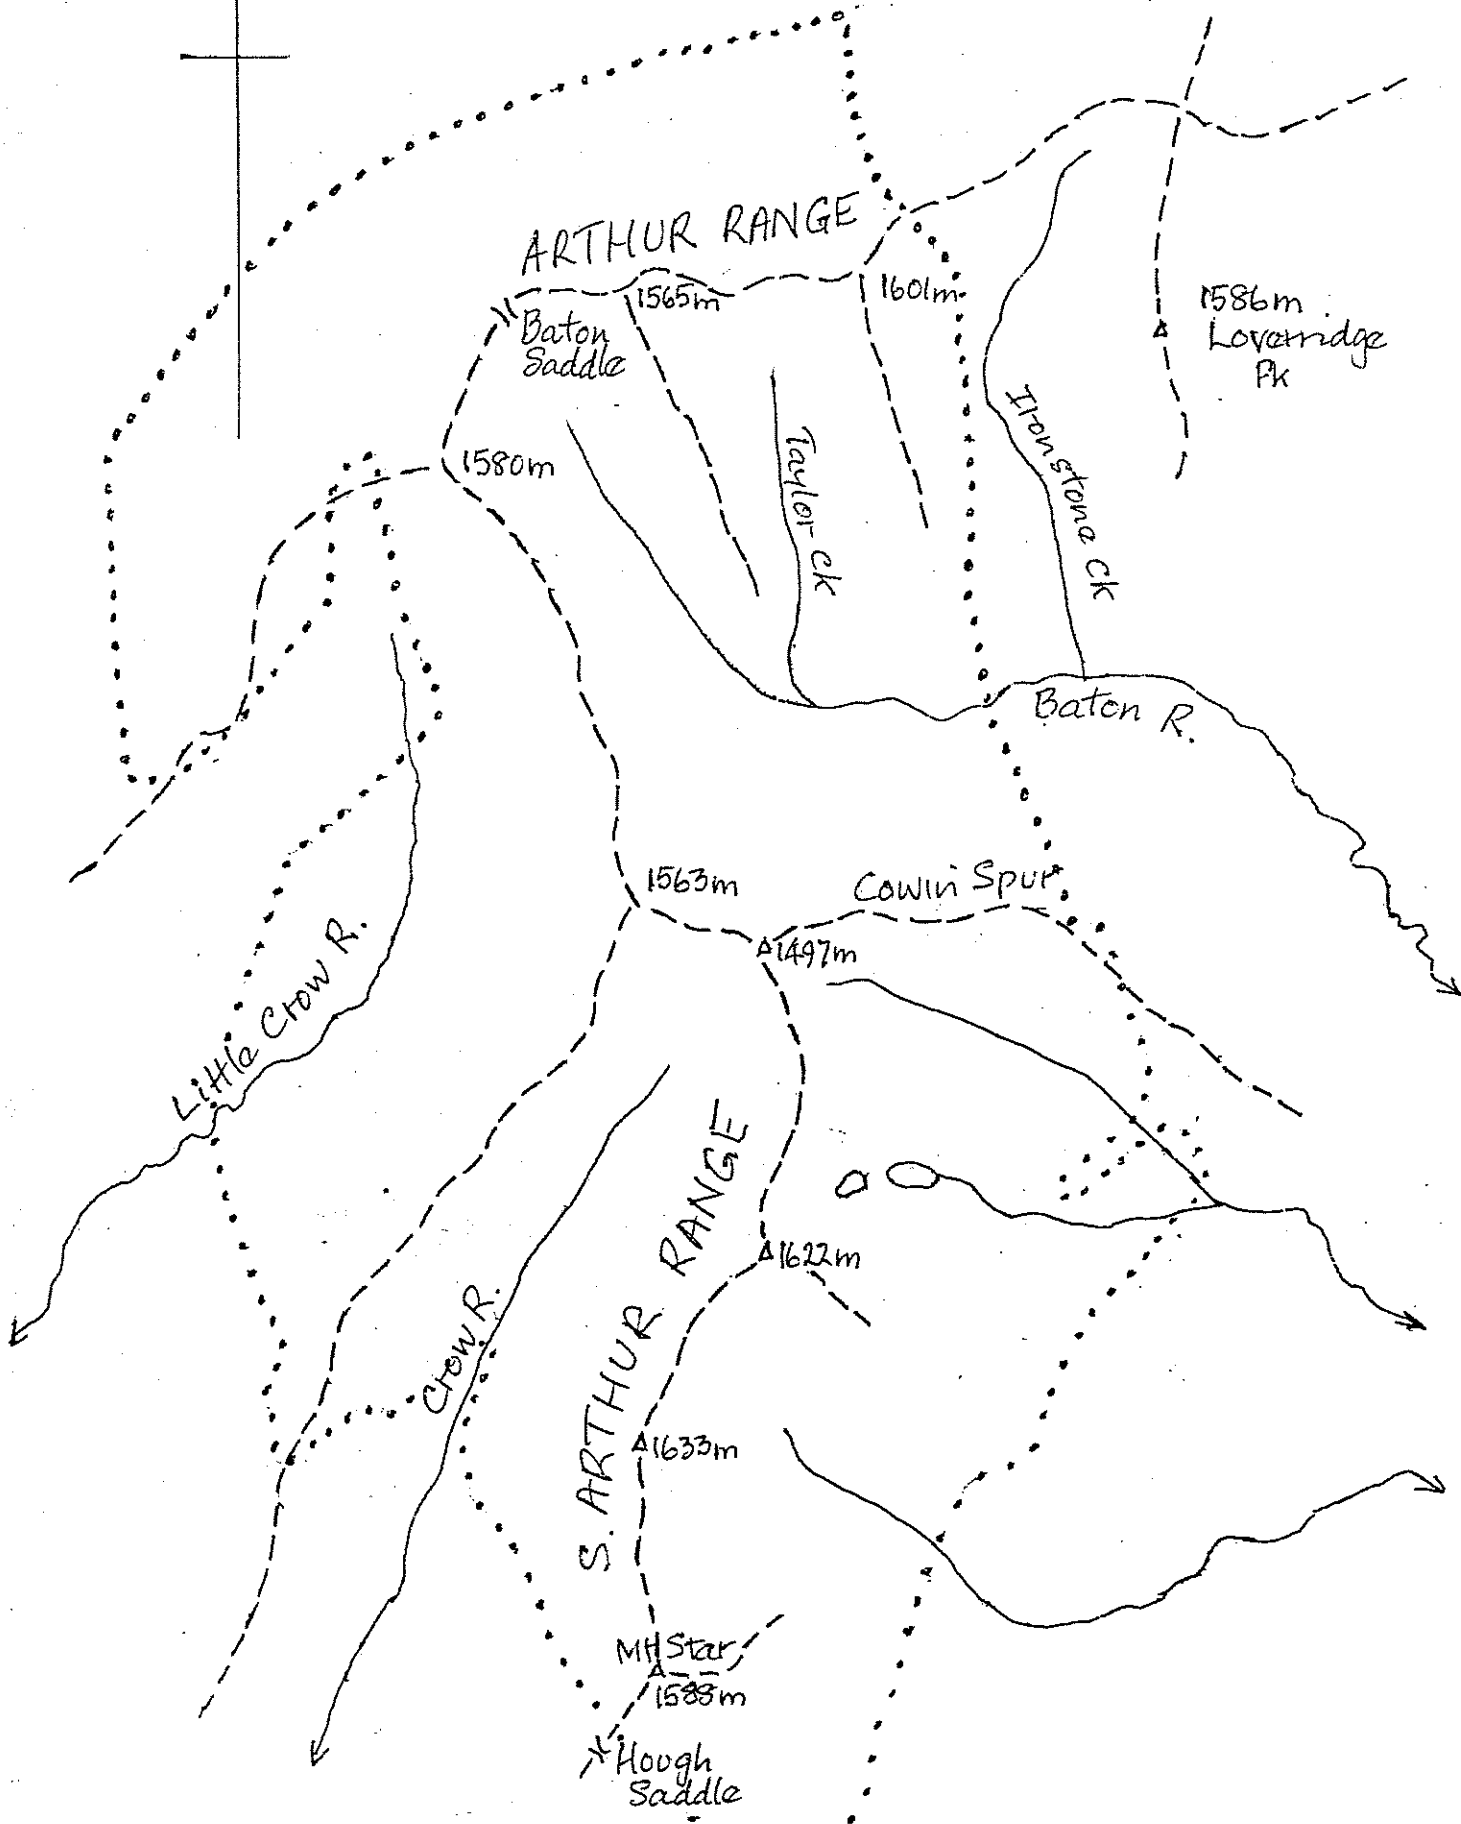 ARTHUR RANGE
1565m
1601m
1586m
Loverridge
Pk
Baton
Saddle
1580m
Taylor Ck
Ironstone Ck
Baton R.
1563m
Cowin Spur
1497m
Little Crow R.
S. ARTHUR RANGE
1622m
Crow R.
1633m
Mt Star
1588m
Hough
Saddle